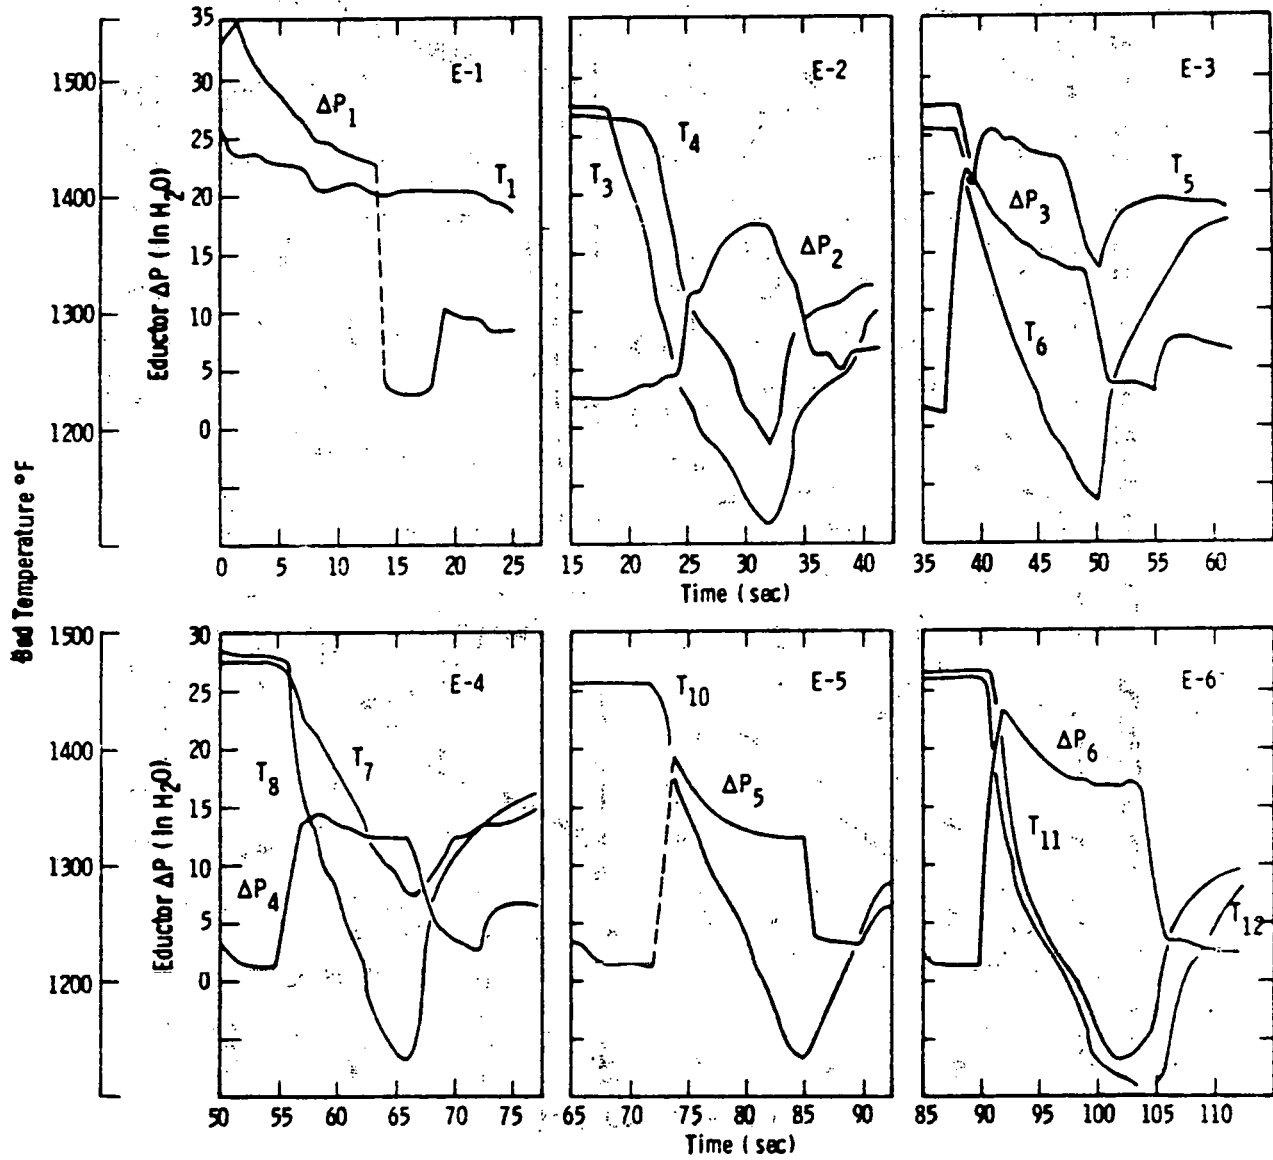 Bed Temperature °F
1500
1400
1300
1200
Eductor ΔP (In H2O)
35
30
25
20
15
10
5
0
E-1
ΔP1
T1
0 5 10 15 20 25
E-2
T4
T3
ΔP2
15 20 25 30 35 40
Time (sec)
E-3
T5
ΔP3
T6
35 40 45 50 55 60
1500
1400
1300
1200
Eductor ΔP (In H2O)
30
25
20
15
10
5
0
E-4
T7
T8
ΔP4
50 55 60 65 70 75
E-5
T10
ΔP5
65 70 75 80 85 90
Time (sec)
E-6
ΔP6
T11
T12
85 90 95 100 105 110